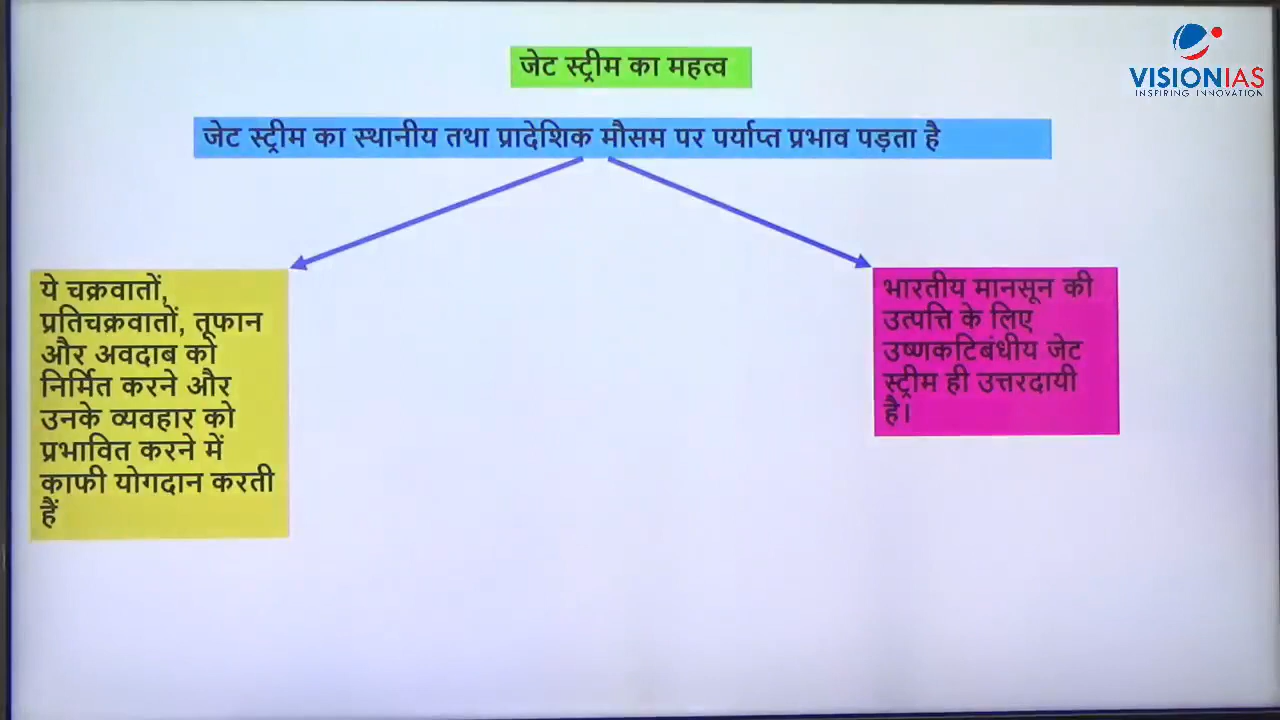 VISIONIAS
INSPIRING INNOVATION
जेट स्ट्रीम का महत्व
जेट स्ट्रीम का स्थानीय तथा प्रादेशिक मौसम पर पर्याप्त प्रभाव पड़ता है
ये चक्रवातों,
प्रतिचक्रवातों, तूफान
और अवदाब को
निर्मित करने और
उनके व्यवहार को
प्रभावित करने में
काफी योगदान करती
हैं
भारतीय मानसून की
उत्पत्ति के लिए
उष्णकटिबंधीय जेट
स्ट्रीम ही उत्तरदायी
है।